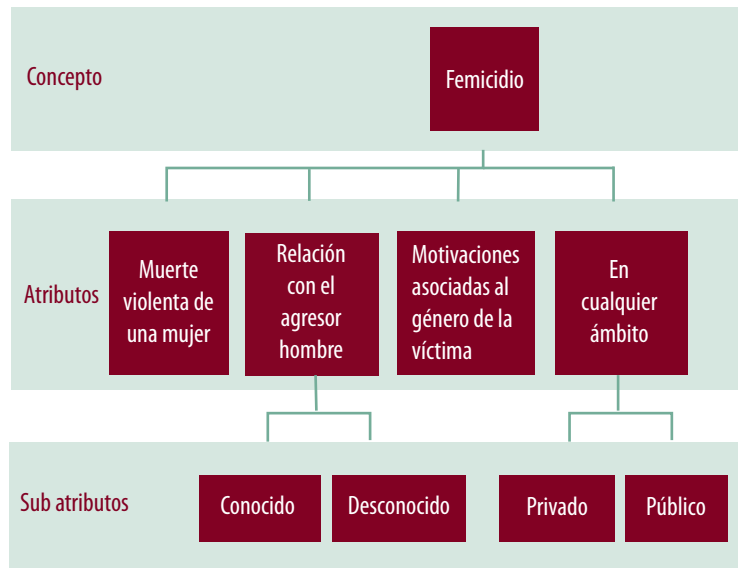 Concepto
Femicidio
Atributos
Muerte
violenta de
una mujer
Relación
con el
agresor
hombre
Motivaciones
asociadas al
género de la
víctima
En
cualquier
ámbito
Sub atributos
Conocido
Desconocido
Privado
Público